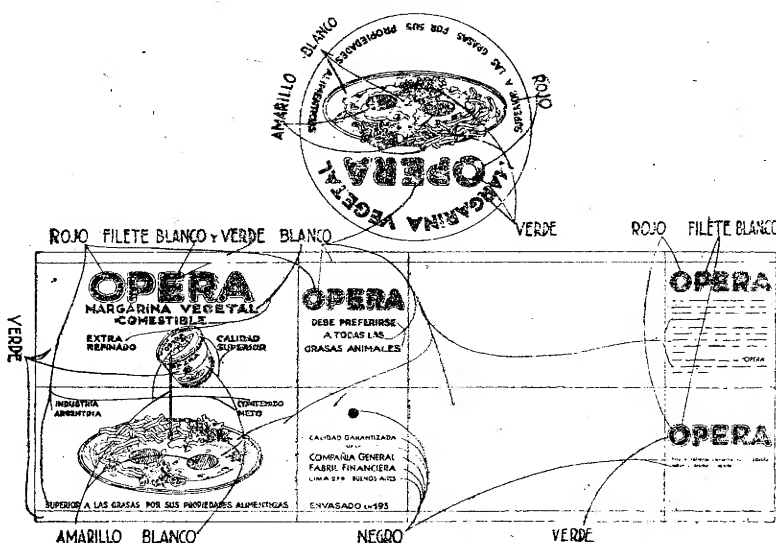 BLANCO
AMARILLO
ROJO
SUPERIOR A LAS GRASAS POR SUS PROPIEDADES ALIMENTICIAS
OPERA
MARGARINA VEGETAL
VERDE
ROJO FILETE BLANCO Y VERDE BLANCO
ROJO FILETE BLANCO
VERDE
OPERA
MARGARINA VEGETAL
COMESTIBLE
EXTRA REFINADO
CALIDAD SUPERIOR
INDUSTRIA ARGENTINA
CONTENIDO NETO
SUPERIOR A LAS GRASAS POR SUS PROPIEDADES ALIMENTICIAS
OPERA
DEBE PREFERIRSE
A TODAS LAS
GRASAS ANIMALES
CALIDAD GARANTIZADA
COMPAÑIA GENERAL
FABRIL FINANCIERA
BUENOS AIRES
ENVASADO EN 193
OPERA
OPERA
OPERA
AMARILLO BLANCO NEGRO VERDE